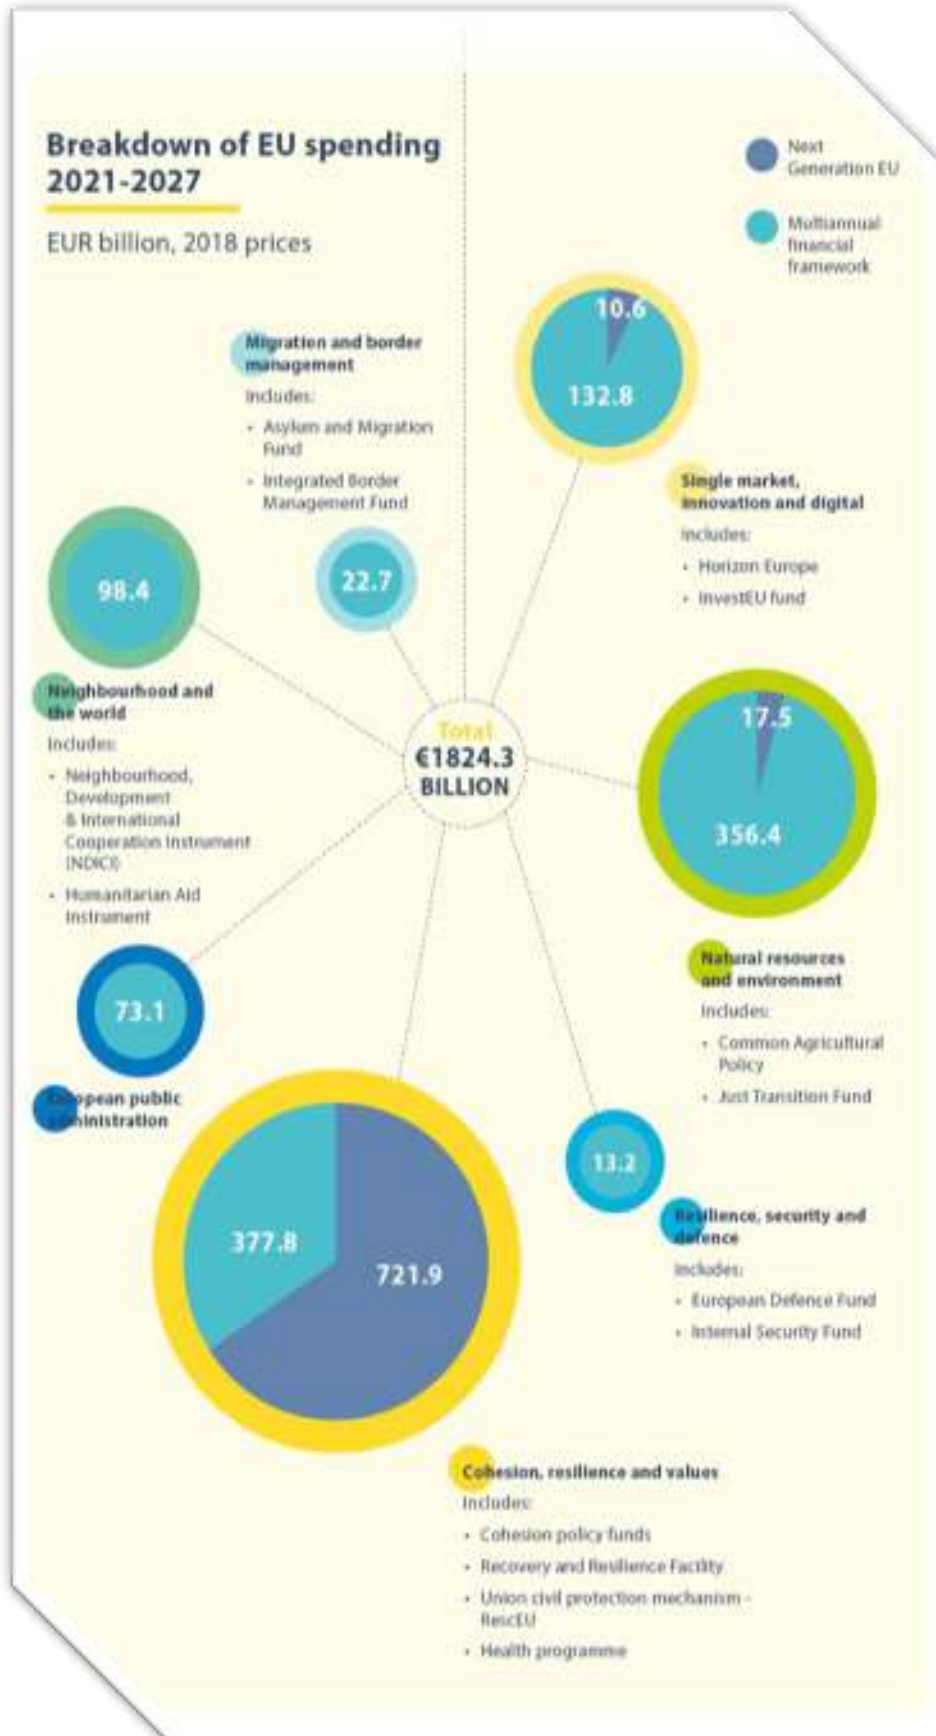 Breakdown of EU spending
2021-2027
EUR billion, 2018 prices
Next
Generation EU
Multiannual
financial
framework
10.6
132.8
Migration and border
management
Includes:
• Asylum and Migration
Fund
• Integrated Border
Management Fund
22.7
Single market,
innovation and digital
Includes:
• Horizon Europe
• InvestEU fund
98.4
Neighbourhood and
the world
Includes:
• Neighbourhood,
Development
& International
Cooperation Instrument
(NDICI)
• Humanitarian Aid
Instrument
Total
€1824.3
BILLION
17.5
356.4
Natural resources
and environment
Includes:
• Common Agricultural
Policy
• Just Transition Fund
73.1
European public
administration
377.8
721.9
13.2
Resilience, security and
defence
Includes:
• European Defence Fund
• Internal Security Fund
Cohesion, resilience and values
Includes:
• Cohesion policy funds
• Recovery and Resilience Facility
• Union civil protection mechanism -
RescEU
• Health programme